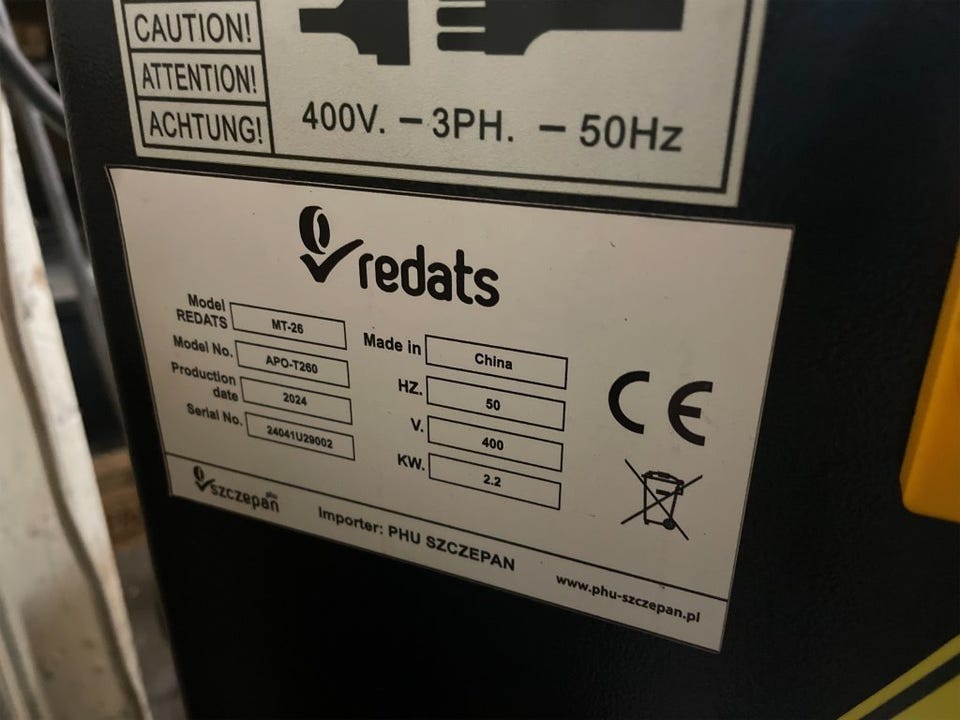 CAUTION!
ATTENTION!
ACHTUNG!
400V. – 3PH. – 50Hz
redats
Model REDATS MT-26
Model No. APO-T260
Production date 2024
Serial No. 24041U29002
Made in China
HZ. 50
V. 400
KW. 2.2
CE
phu
szczepan
Importer: PHU SZCZEPAN
www.phu-szczepan.pl